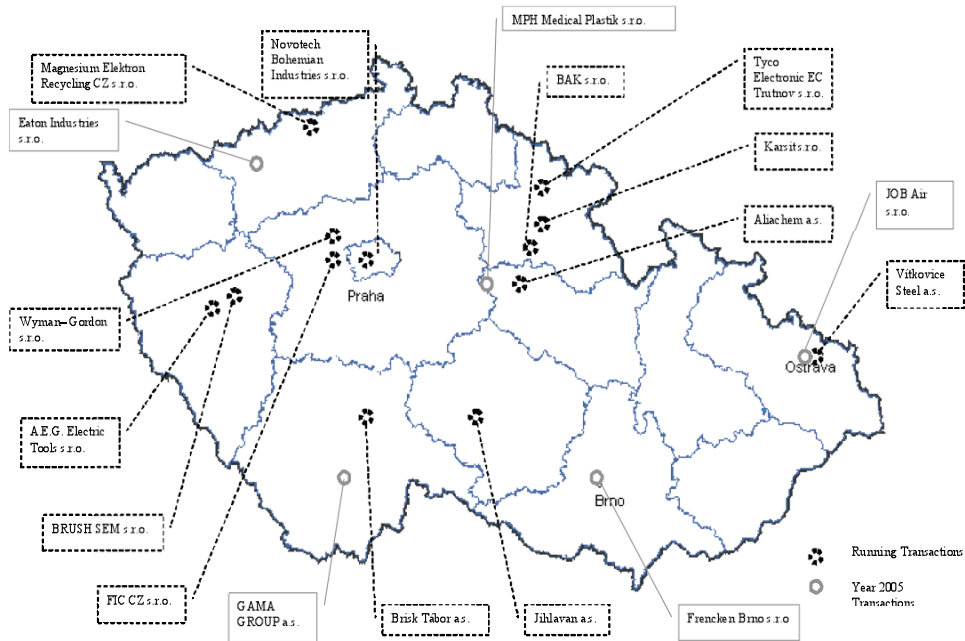 MPH Medical Plastik s.r.o.
Novotech
Bohemian
Industries s.r.o.
Magnesium Elektron
Recycling CZ s.r.o.
BAK s.r.o.
Tyco
Electronic EC
Trutnov s.r.o.
Eaton Industries
s.r.o.
Karsit s.r.o.
JOB Air
s.r.o.
Aliachem a.s.
Vitkovice
Steel a.s.
Praha
Wyman–Gordon
s.r.o.
Ostrava
A.E.G. Electric
Tools s.r.o.
Brno
BRUSH SEM s.r.o.
Running Transactions
Year 2005
Transactions
FIC CZ s.r.o.
GAMA
GROUP a.s.
Brisk Tábor a.s.
Jihlavan a.s.
Frencken Brno s.r.o